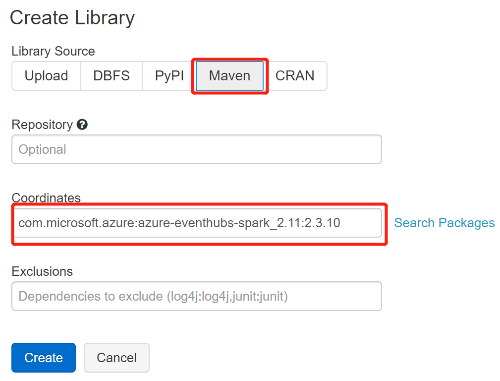 Create Library
Library Source
Upload DBFS PyPI Maven CRAN
Repository ?
Optional
Coordinates
com.microsoft.azure:azure-eventhubs-spark_2.11:2.3.10 Search Packages
Exclusions
Dependencies to exclude (log4j:log4j,junit:junit)
Create Cancel